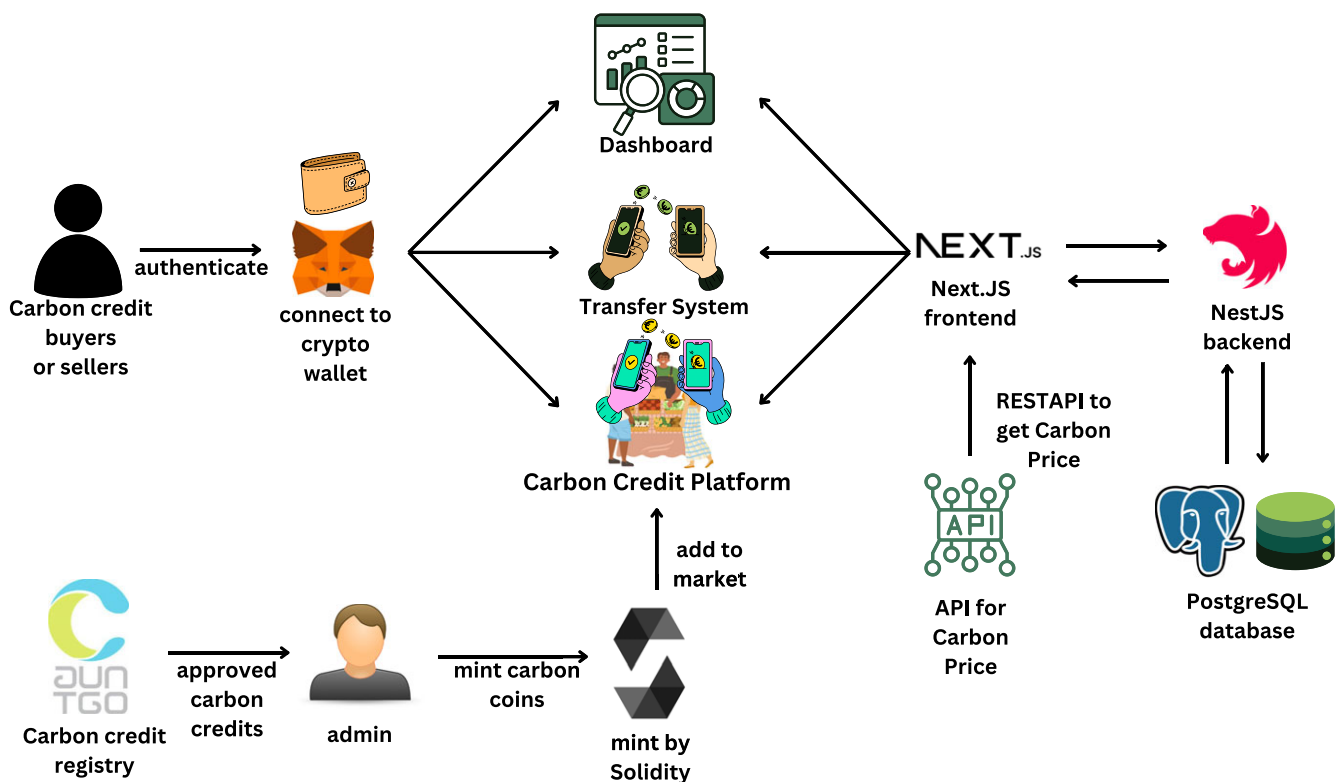 Dashboard
authenticate
Carbon credit
buyers
or sellers
connect to
crypto
wallet
Transfer System
Carbon Credit Platform
NEXT.JS
Next.JS
frontend
NestJS
backend
RESTAPI to
get Carbon
Price
API
API for
Carbon
Price
PostgreSQL
database
add to
market
อบก
TGO
Carbon credit
registry
approved
carbon
credits
admin
mint carbon
coins
mint by
Solidity